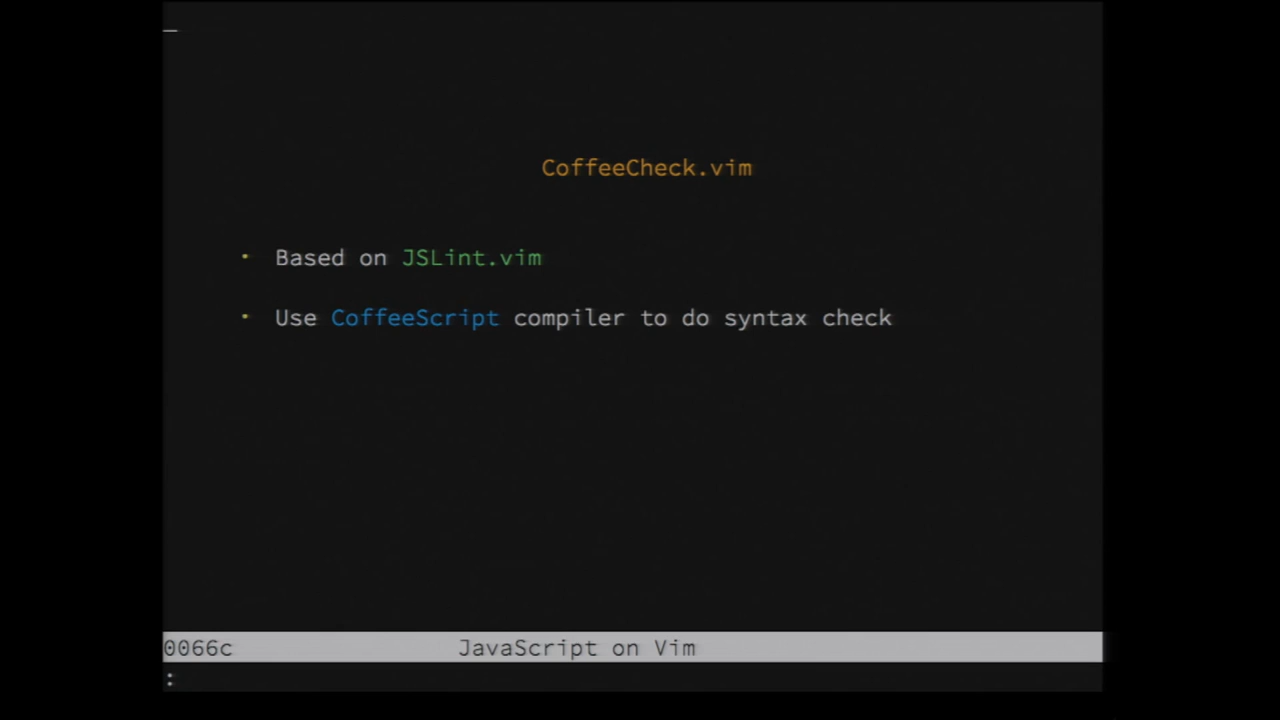 CoffeeCheck.vim
• Based on JSLint.vim
• Use CoffeeScript compiler to do syntax check
0066c JavaScript on Vim
: